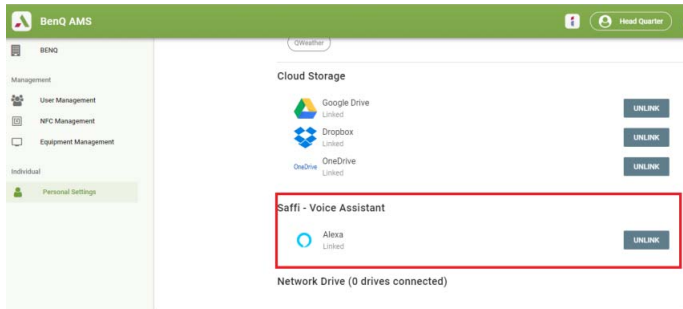 BenQ AMS
Head Quarter
BENQ
Management
User Management
NFC Management
Equipment Management
Individual
Personal Settings
QWeather
Cloud Storage
Google Drive
Linked
UNLINK
Dropbox
Linked
UNLINK
OneDrive
OneDrive
Linked
UNLINK
Saffi - Voice Assistant
Alexa
Linked
UNLINK
Network Drive (0 drives connected)